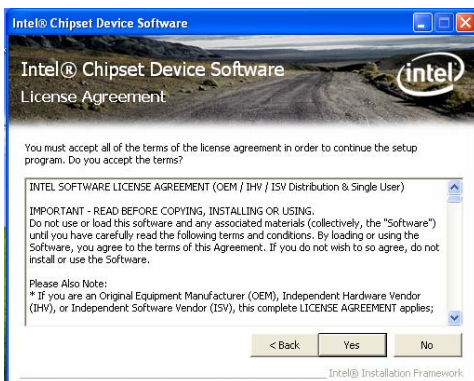 Intel® Chipset Device Software
Intel® Chipset Device Software
intel
License Agreement
You must accept all of the terms of the license agreement in order to continue the setup
program. Do you accept the terms?
INTEL SOFTWARE LICENSE AGREEMENT (OEM / IHV / ISV Distribution & Single User)
IMPORTANT - READ BEFORE COPYING, INSTALLING OR USING.
Do not use or load this software and any associated materials (collectively, the "Software")
until you have carefully read the following terms and conditions. By loading or using the
Software, you agree to the terms of this Agreement. If you do not wish to so agree, do not
install or use the Software.
Please Also Note:
* If you are an Original Equipment Manufacturer (OEM), Independent Hardware Vendor
(IHV), or Independent Software Vendor (ISV), this complete LICENSE AGREEMENT applies;
< Back Yes No
Intel® Installation Framework